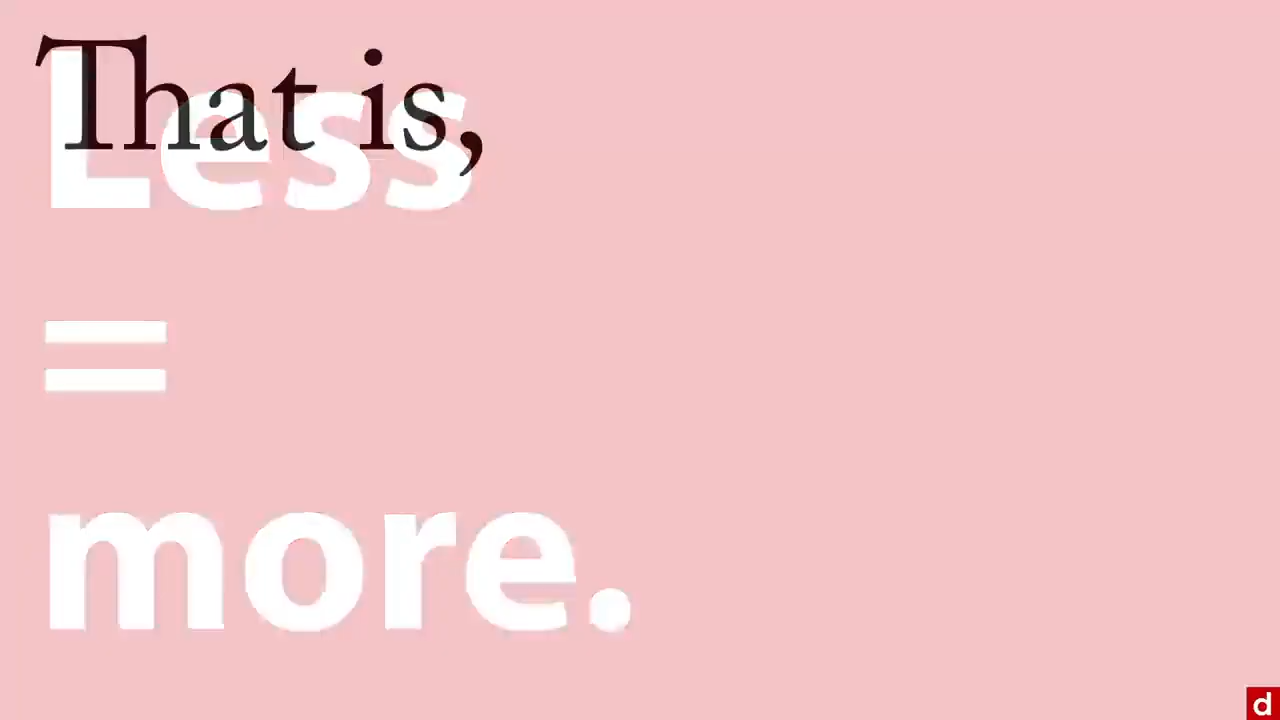 That is,
Less
=
more.
d